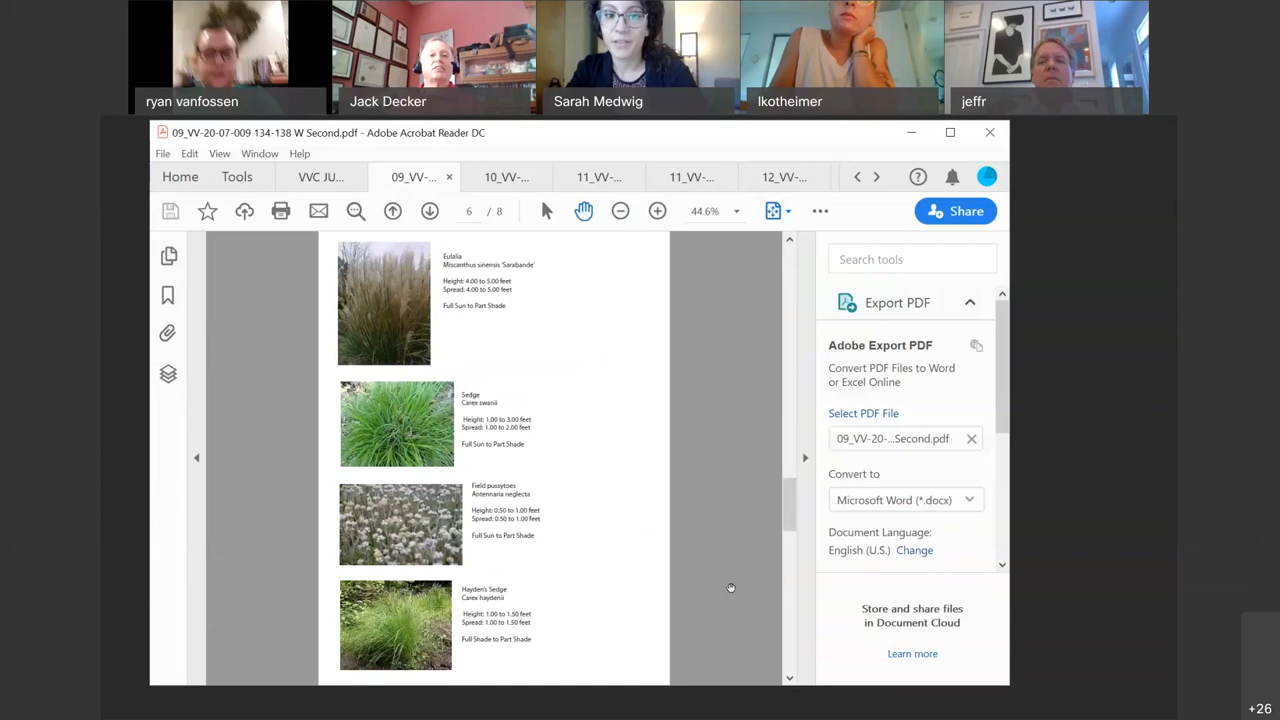 ryan vanfossen
Jack Decker
Sarah Medwig
lkotheimer
jeffr
09_VV-20-07-009 134-138 W Second.pdf - Adobe Acrobat Reader DC
File Edit View Window Help
Home Tools VVC JU... 09_VV-... 10_VV-... 11_VV-... 11_VV-... 12_VV-...
6 / 8 44.6% Share
Eulalia
Miscanthus sinensis 'Sarabande'
Height: 4.00 to 5.00 feet
Spread: 4.00 to 5.00 feet
Full Sun to Part Shade
Sedge
Carex swanii
Height: 1.00 to 3.00 feet
Spread: 1.00 to 2.00 feet
Full Sun to Part Shade
Field pussytoes
Antennaria neglecta
Height: 0.50 to 1.00 feet
Spread: 0.50 to 1.00 feet
Full Sun to Part Shade
Hayden's Sedge
Carex haydenii
Height: 1.00 to 1.50 feet
Spread: 1.00 to 1.50 feet
Full Shade to Part Shade
Search tools
Export PDF
Adobe Export PDF
Convert PDF Files to Word
or Excel Online
Select PDF File
09_VV-20-...Second.pdf
Convert to
Microsoft Word (*.docx)
Document Language:
English (U.S.) Change
Store and share files
in Document Cloud
Learn more
+26